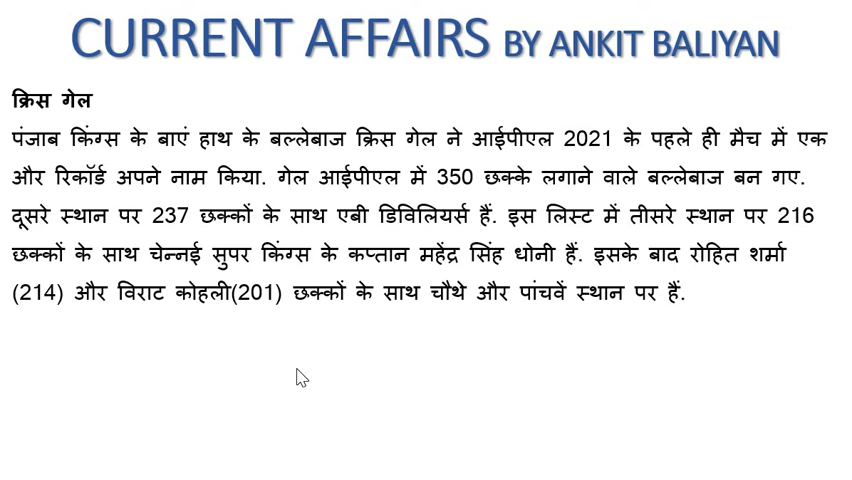 CURRENT AFFAIRS BY ANKIT BALIYAN
क्रिस गेल
पंजाब किंग्स के बाएं हाथ के बल्लेबाज क्रिस गेल ने आईपीएल 2021 के पहले ही मैच में एक
और रिकॉर्ड अपने नाम किया. गेल आईपीएल में 350 छक्के लगाने वाले बल्लेबाज बन गए.
दूसरे स्थान पर 237 छक्कों के साथ एबी डिविलियर्स हैं. इस लिस्ट में तीसरे स्थान पर 216
छक्कों के साथ चेन्नई सुपर किंग्स के कप्तान महेंद्र सिंह धोनी हैं. इसके बाद रोहित शर्मा
(214) और विराट कोहली(201) छक्कों के साथ चौथे और पांचवें स्थान पर हैं.